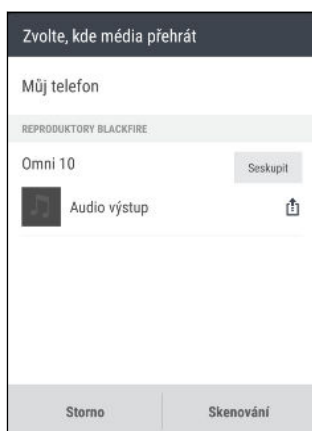 Zvolte, kde média přehrát
Můj telefon
REPRODUKTORY BLACKFIRE
Omni 10
Seskupit
Audio výstup
Storno
Skenování